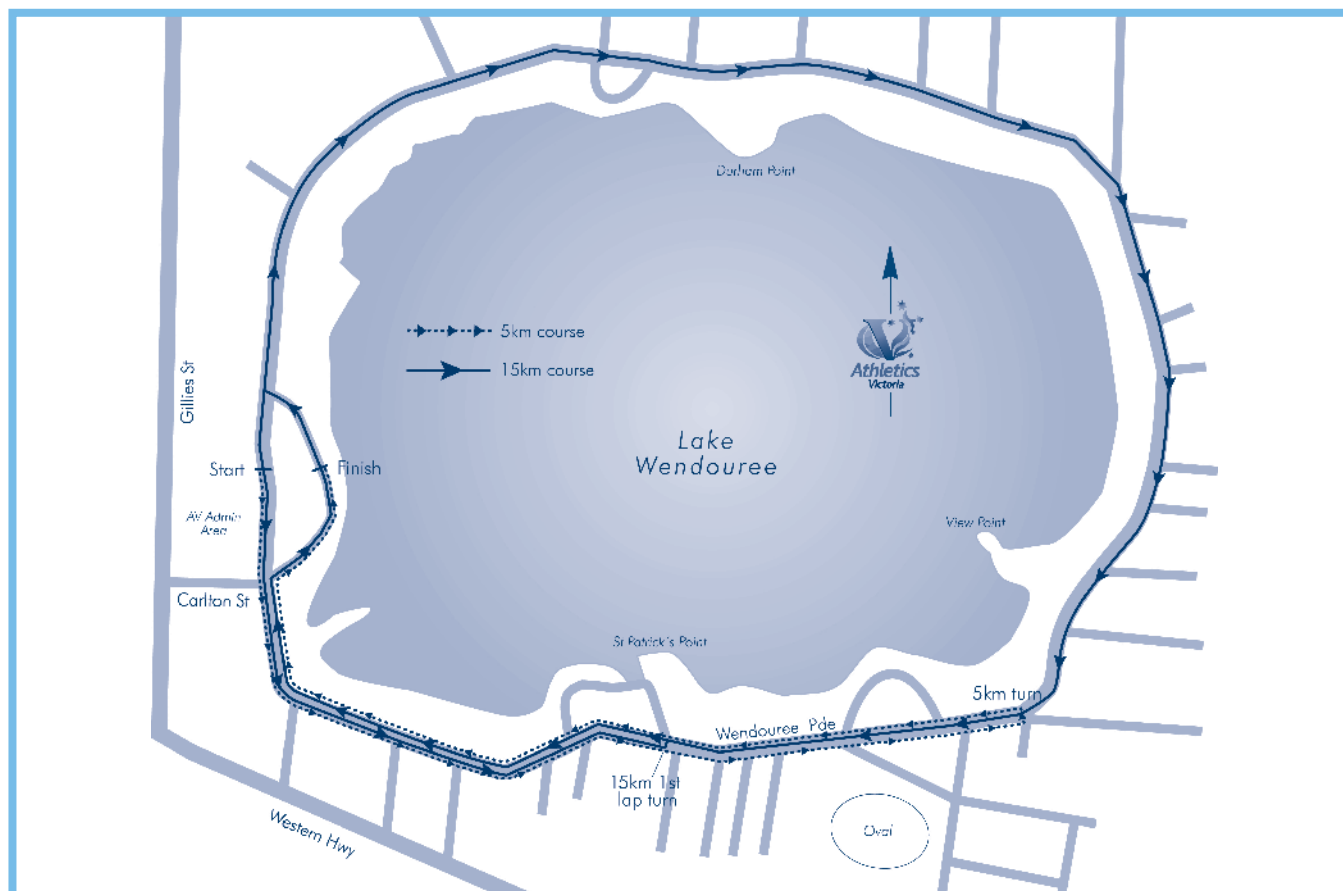 Durham Point
5km course
15km course
Athletics
Victoria
Gillies St
Lake
Wendouree
Start
Finish
AV Admin
Area
View Point
Carlton St
St Patrick's Point
5km turn
Wendouree Pde
15km 1st
lap turn
Oval
Western Hwy